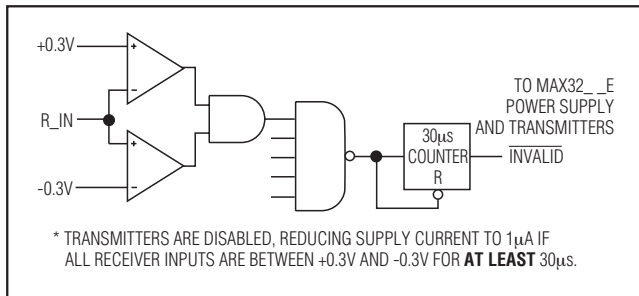 +0.3V
R_IN
-0.3V
30μs
COUNTER
R
TO MAX32_ _E
POWER SUPPLY
AND TRANSMITTERS
INVALID
* TRANSMITTERS ARE DISABLED, REDUCING SUPPLY CURRENT TO 1μA IF
ALL RECEIVER INPUTS ARE BETWEEN +0.3V AND -0.3V FOR AT LEAST 30μs.